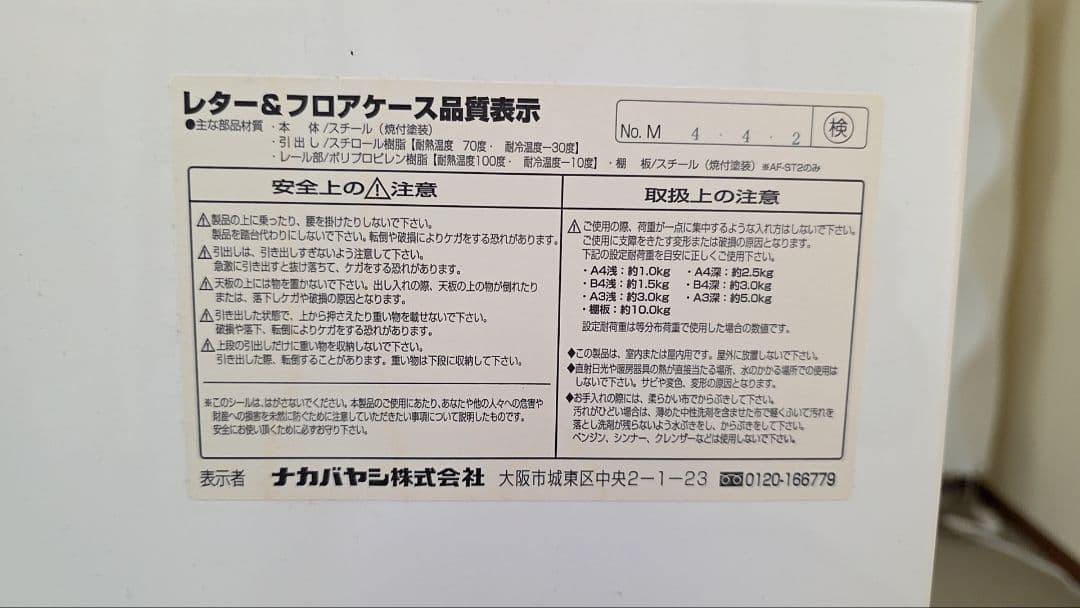 レター&フロアケース品質表示
No.M 4・4・2 検
●主な部品材質・本 体/スチール(焼付塗装)
・引出し/スチロール樹脂【耐熱温度 70度・ 耐冷温度ー30度】
・レール部/ポリプロピレン樹脂【耐熱温度100度・ 耐冷温度ー10度】・棚 板/スチール(焼付塗装)※AF-ST2のみ
安全上の⚠注意
⚠製品の上に乗ったり、腰を掛けたりしないで下さい。
製品を踏台代わりにしないで下さい。転倒や破損によりケガをする恐れがあります。
⚠引出しは、引き出しすぎないよう注意して下さい。
急激に引き出すと抜け落ちて、ケガをする恐れがあります。
⚠天板の上には物を置かないで下さい。出し入れの際、天板の上の物が倒れたり
または、落下しケガや破損の原因となります。
⚠引き出した状態で、上から押さえたり重い物を載せないで下さい。
破損や落下、転倒によりケガをする恐れがあります。
⚠上段の引出しだけに重い物を収納しないで下さい。
引き出した際、転倒することがあります。重い物は下段に収納して下さい。
※このシールは、はがさないでください。本製品のご使用にあたり、あなたや他の人々への危害や
財産への損害を未然に防ぐために注意していただきたい事項について説明したものです。
安全にお使い頂くために必ずお守り下さい。
取扱上の注意
⚠ご使用の際、荷重が一点に集中するような入れ方はしないで下さい。
ご使用に支障をきたす変形または破損の原因となります。
下記の設定耐荷重を目安に正しくご使用下さい。
・A4浅:約1.0kg ・A4深:約2.5kg
・B4浅:約1.5kg ・B4深:約3.0kg
・A3浅:約3.0kg ・A3深:約5.0kg
・棚板:約10.0kg
設定耐荷重は等分布荷重で使用した場合の数値です。
◆この製品は、室内または屋内用です。屋外に放置しないで下さい。
◆直射日光や暖房器具の熱が直接当たる場所、水のかかる場所での使用は
しないで下さい。サビや変色、変形の原因となります。
◆お手入れの際には、柔らかい布でからぶきして下さい。
汚れがひどい場合は、薄めた中性洗剤を含ませた布で軽くふいて汚れを
落とし洗剤が残らないよう水ぶきをし、からぶきをして下さい。
ベンジン、シンナー、クレンザーなどは使用しないで下さい。
表示者 ナカバヤシ株式会社 大阪市城東区中央2ー1ー23 0120-166779